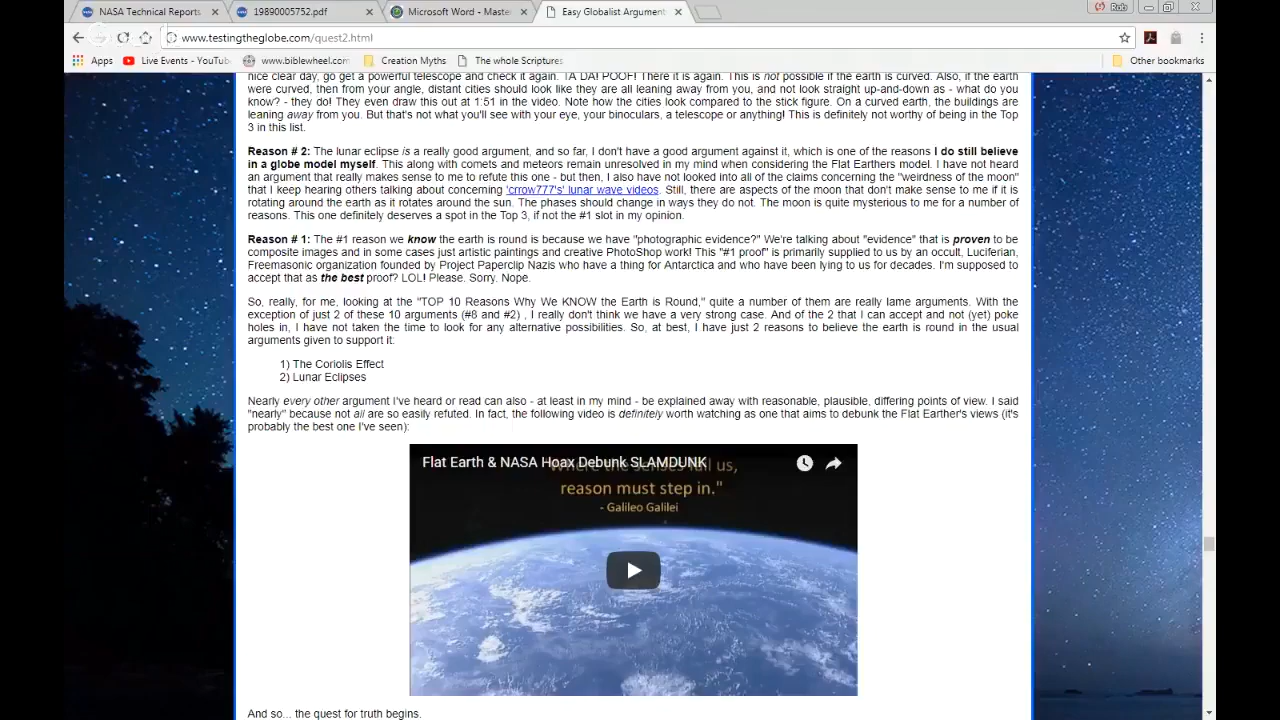 NASA Technical Reports
19890005752.pdf
Microsoft Word - Master
Easy Globalist Argument
Rob
www.testingtheglobe.com/quest2.html
Apps
Live Events - YouTub
www.biblewheel.com
Creation Myths
The whole Scriptures
Other bookmarks
nice clear day, go get a powerful telescope and check it again. TA DA! POOF! There it is again. This is not possible if the earth is curved. Also, if the earth
were curved, then from your angle, distant cities should look like they are all leaning away from you, and not look straight up-and-down as - what do you
know? - they do! They even draw this out at 1:51 in the video. Note how the cities look compared to the stick figure. On a curved earth, the buildings are
leaning away from you. But that's not what you'll see with your eye, your binoculars, a telescope or anything! This is definitely not worthy of being in the Top
3 in this list.
Reason # 2: The lunar eclipse is a really good argument, and so far, I don't have a good argument against it, which is one of the reasons I do still believe
in a globe model myself. This along with comets and meteors remain unresolved in my mind when considering the Flat Earthers model. I have not heard
an argument that really makes sense to me to refute this one - but then, I also have not looked into all of the claims concerning the "weirdness of the moon"
that I keep hearing others talking about concerning 'crrow777's' lunar wave videos. Still, there are aspects of the moon that don't make sense to me if it is
rotating around the earth as it rotates around the sun. The phases should change in ways they do not. The moon is quite mysterious to me for a number of
reasons. This one definitely deserves a spot in the Top 3, if not the #1 slot in my opinion.
Reason # 1: The #1 reason we know the earth is round is because we have "photographic evidence?" We're talking about "evidence" that is proven to be
composite images and in some cases just artistic paintings and creative PhotoShop work! This "#1 proof" is primarily supplied to us by an occult, Luciferian,
Freemasonic organization founded by Project Paperclip Nazis who have a thing for Antarctica and who have been lying to us for decades. I'm supposed to
accept that as the best proof? LOL! Please. Sorry. Nope.
So, really, for me, looking at the "TOP 10 Reasons Why We KNOW the Earth is Round," quite a number of them are really lame arguments. With the
exception of just 2 of these 10 arguments (#8 and #2) , I really don't think we have a very strong case. And of the 2 that I can accept and not (yet) poke
holes in, I have not taken the time to look for any alternative possibilities. So, at best, I have just 2 reasons to believe the earth is round in the usual
arguments given to support it:
1) The Coriolis Effect
2) Lunar Eclipses
Nearly every other argument I've heard or read can also - at least in my mind - be explained away with reasonable, plausible, differing points of view. I said
"nearly" because not all are so easily refuted. In fact, the following video is definitely worth watching as one that aims to debunk the Flat Earther's views (it's
probably the best one I've seen):
Flat Earth & NASA Hoax Debunk SLAMDUNK
"Where the senses fail us,
reason must step in."
- Galileo Galilei
And so... the quest for truth begins.